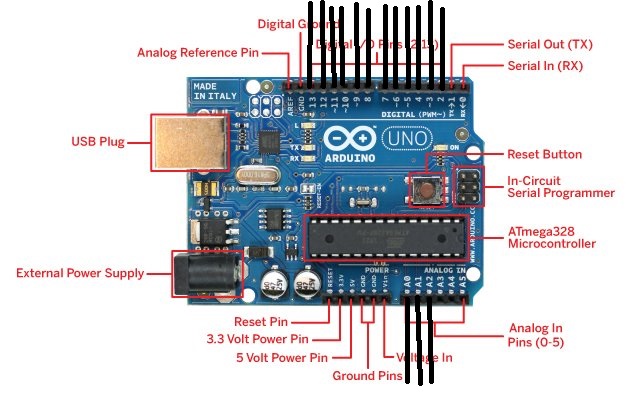 Digital Ground
Digital I/O Pins (2-13)
Analog Reference Pin
Serial Out (TX)
Serial In (RX)
MADE
IN ITALY
AREF
GND
13
12
~11
~10
~9
8
7
~6
~5
4
~3
2
TX→1
RX←0
DIGITAL (PWM~)
L
TX
RX
ARDUINO
UNO
ON
USB Plug
Reset Button
In-Circuit
Serial Programmer
ATmega328
Microcontroller
External Power Supply
RESET-EN
WWW.ARDUINO.CC
POWER
ANALOG IN
RESET
3.3V
5V
GND
GND
Vin
A0
A1
A2
A3
A4
A5
Reset Pin
3.3 Volt Power Pin
5 Volt Power Pin
Ground Pins
Voltage In
Analog In
Pins (0-5)